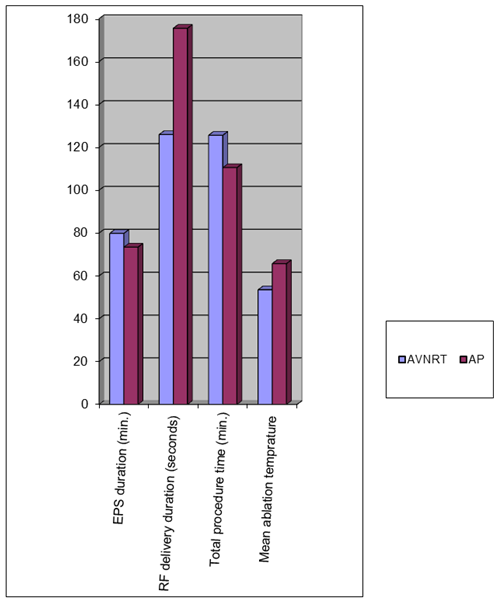 180
160
140
120
100
80
60
40
20
0
EPS duration (min.)
RF delivery duration (seconds)
Total procedure time (min.)
Mean ablation temprature
AVNRT AP